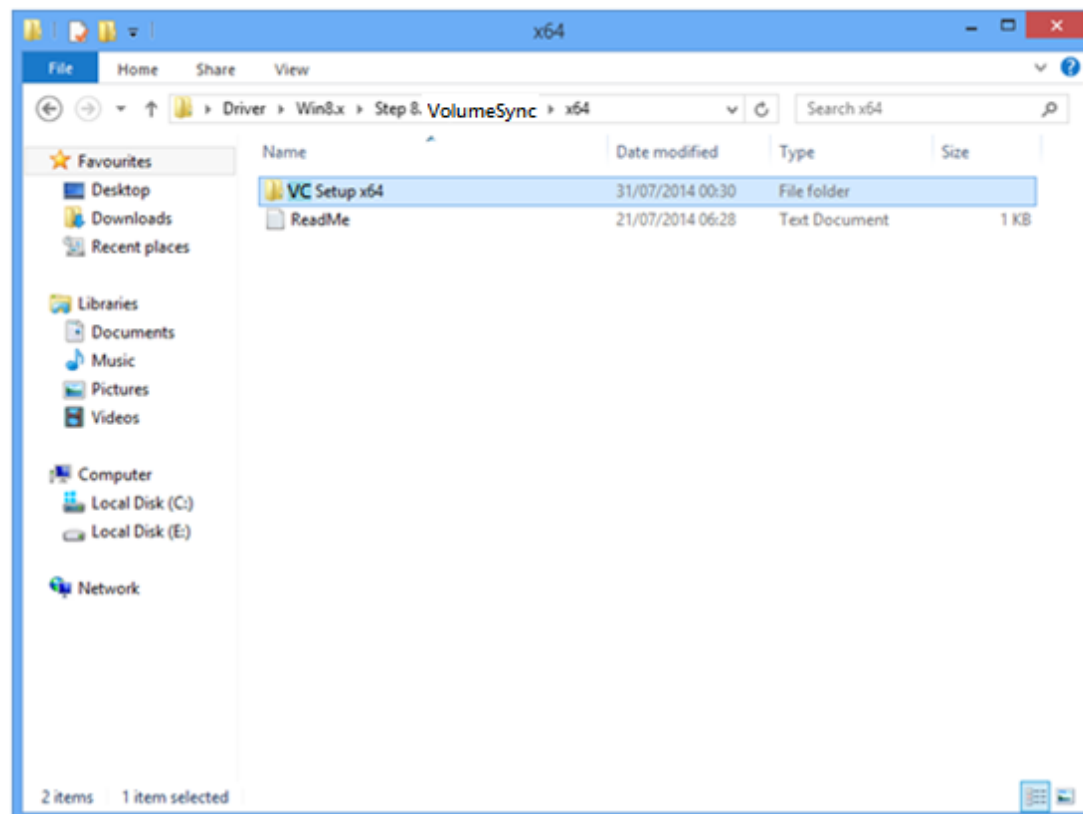 x64
File Home Share View
Driver Win8.x Step 8. VolumeSync x64 Search x64
Name Date modified Type Size
Favourites
Desktop
Downloads
Recent places
Libraries
Documents
Music
Pictures
Videos
Computer
Local Disk (C:)
Local Disk (E:)
Network
VC Setup x64 31/07/2014 00:30 File folder
ReadMe 21/07/2014 06:28 Text Document 1 KB
2 items 1 item selected